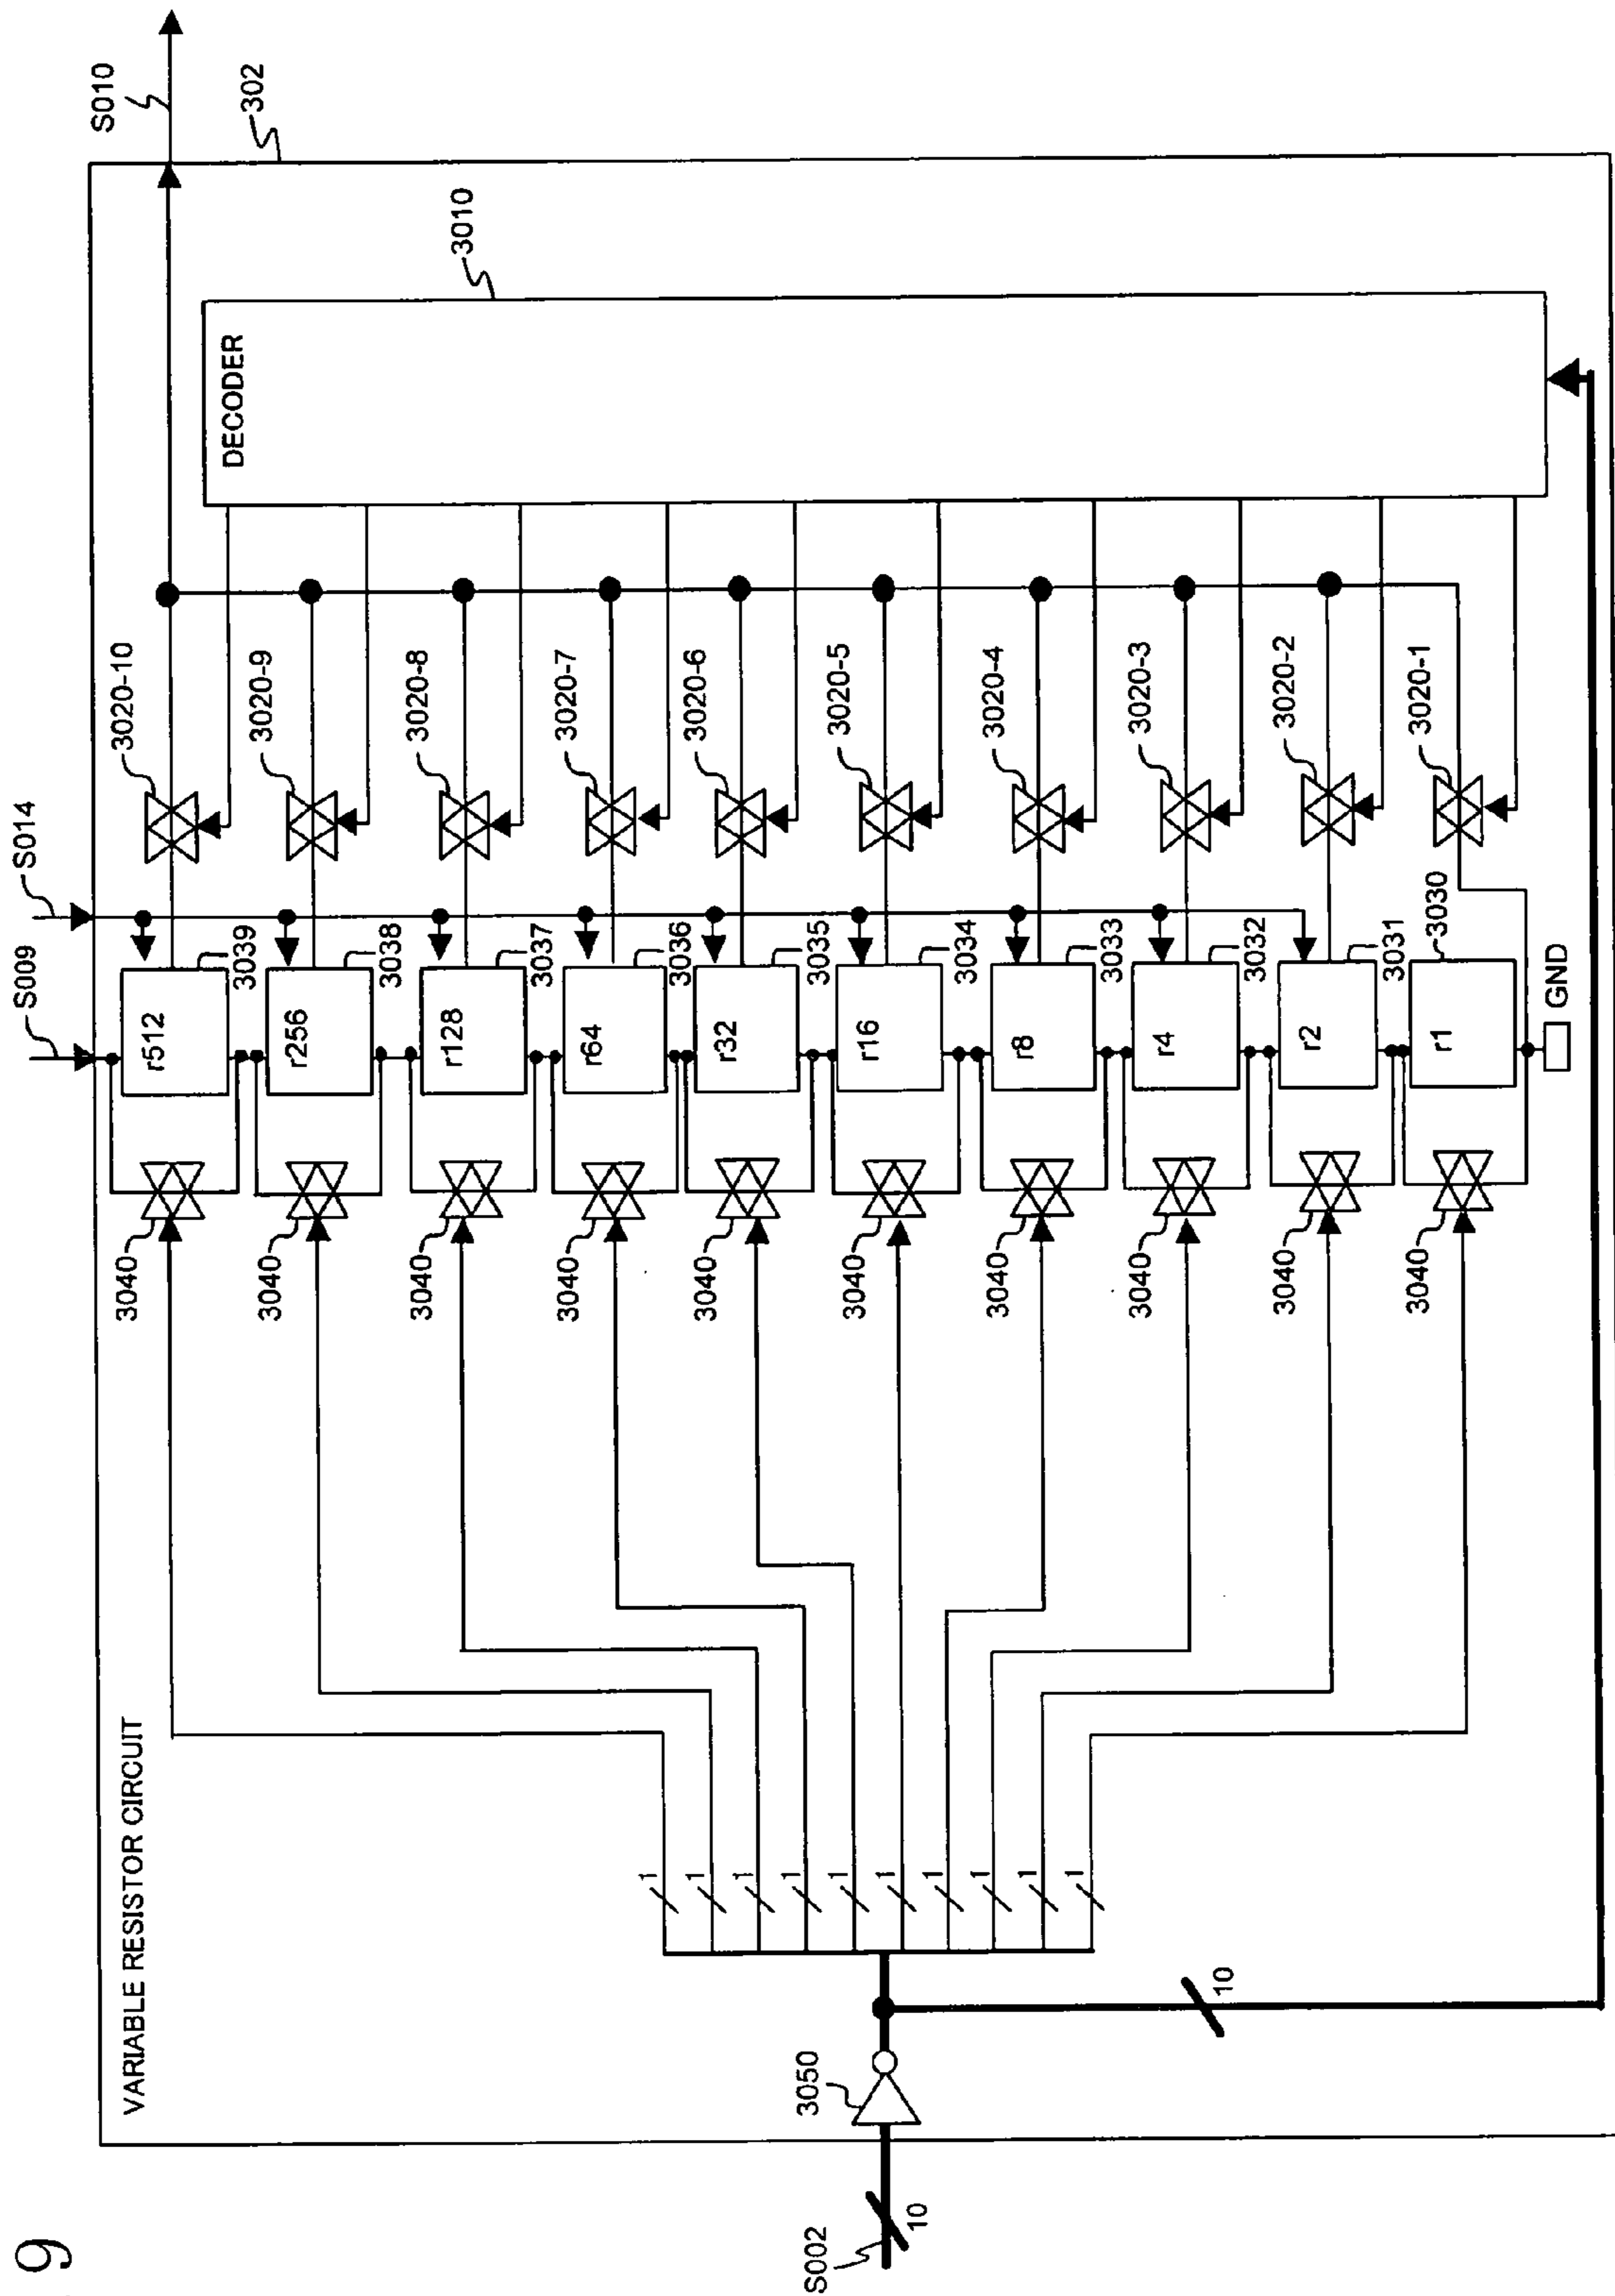 9
VARIABLE RESISTOR CIRCUIT
S009
S014
S010
302
3010
DECODER
3020-10
3020-9
3020-8
3020-7
3020-6
3020-5
3020-4
3020-3
3020-2
3020-1
r512
r256
r128
r64
r32
r16
r8
r4
r2
r1
3039
3038
3037
3036
3035
3034
3033
3032
3031
3030
GND
3040
3040
3040
3040
3040
3040
3040
3040
3040
3040
1
1
1
1
1
1
1
1
1
1
3050
S002
10
10